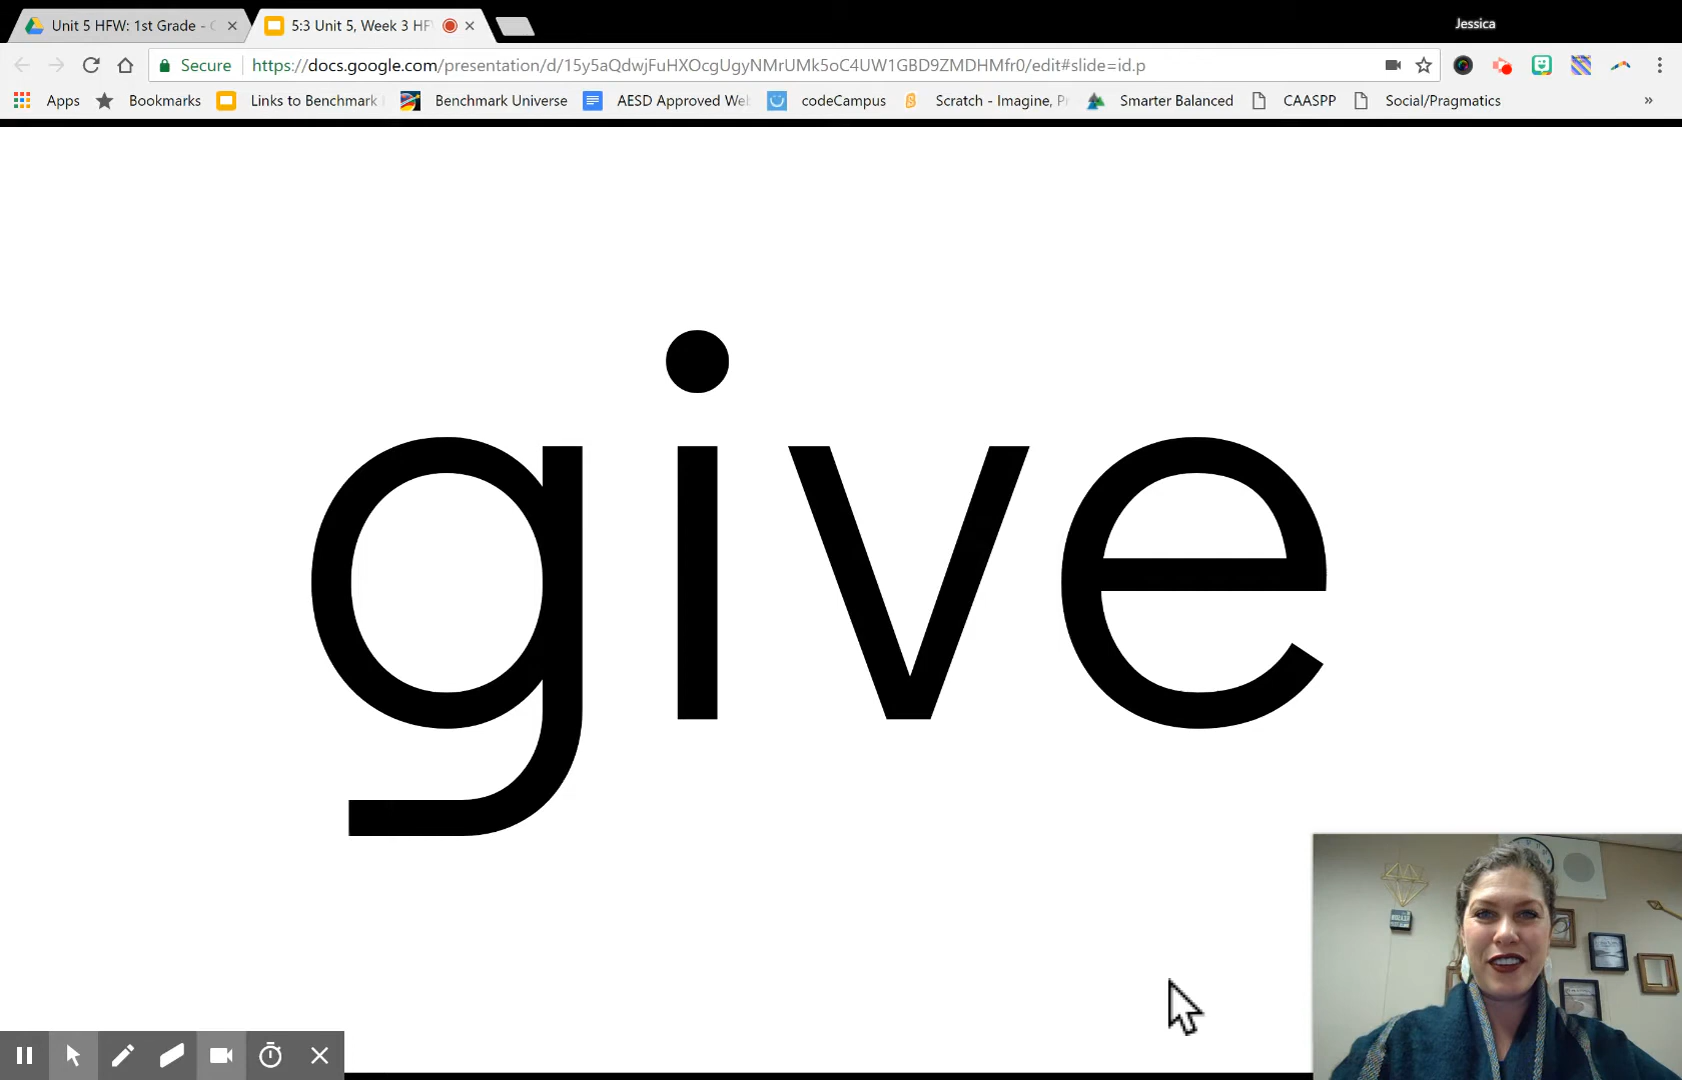 Jessica
Unit 5 HFW: 1st Grade -
5:3 Unit 5, Week 3 HF
Secure https://docs.google.com/presentation/d/15y5aQdwjFuHXOcgUgyNMrUMk5oC4UW1GBD9ZMDHMfr0/edit#slide=id.p
Apps Bookmarks Links to Benchmark Benchmark Universe AESD Approved We codeCampus Scratch - Imagine, Pr Smarter Balanced CAASPP Social/Pragmatics »
give